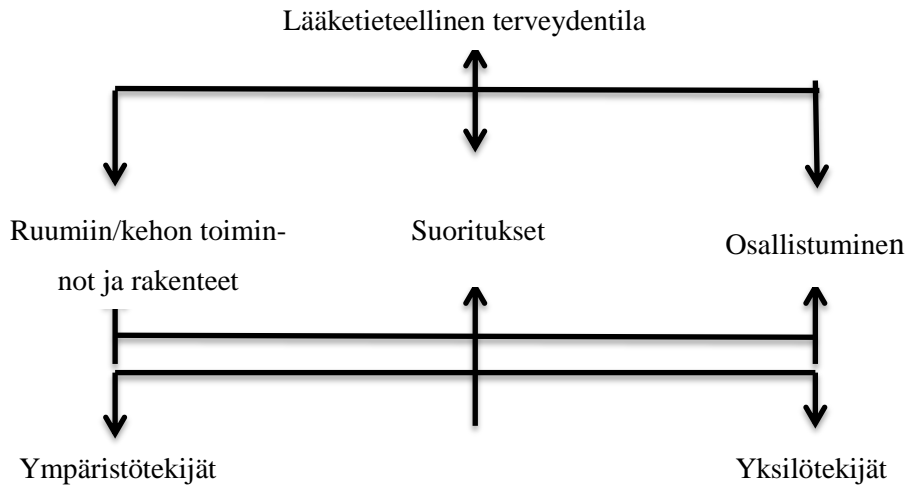 Lääketieteellinen terveydentila
Ruumiin/kehon toimin-
not ja rakenteet
Suoritukset
Osallistuminen
Ympäristötekijät
Yksilötekijät